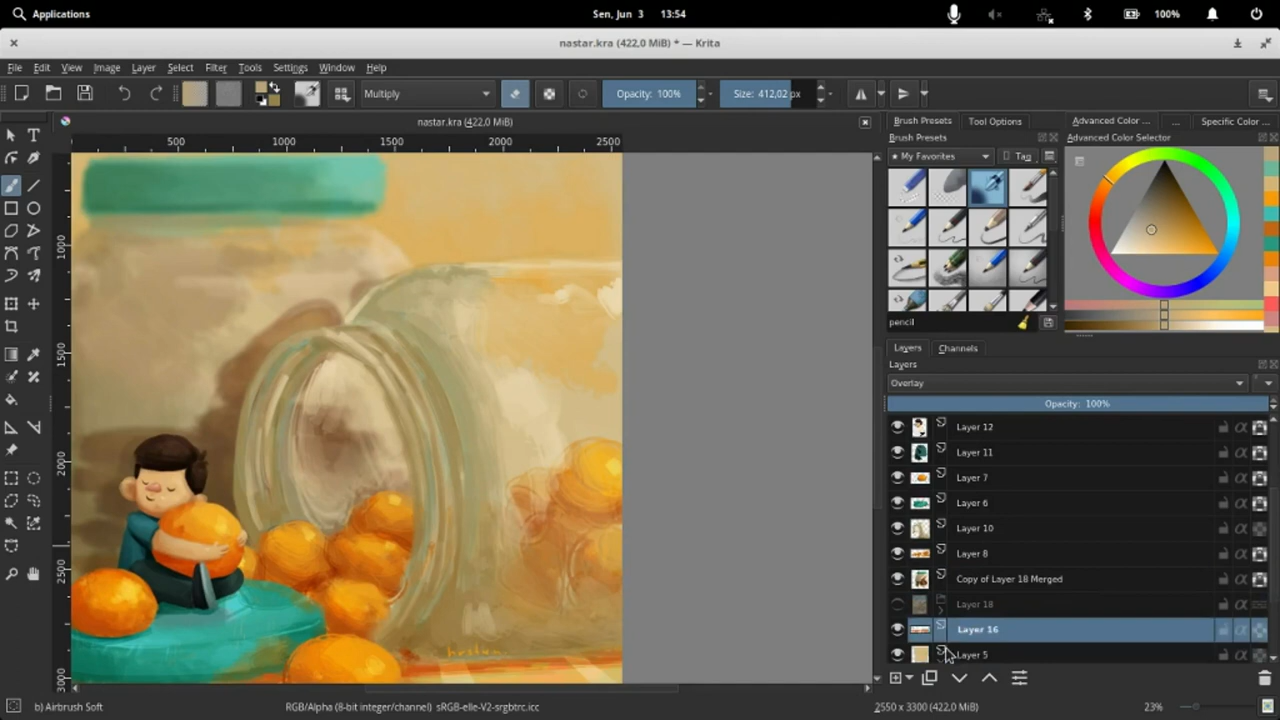 Applications
Sen, Jun 3 13:54
100%
nastar.kra (422,0 MiB) * — Krita
File Edit View Image Layer Select Filter Tools Settings Window Help
Multiply
Opacity: 100%
Size: 412,02 px
nastar.kra (422,0 MiB)
Brush Presets
Tool Options
Advanced Color ...
...
Specific Color ...
Brush Presets
Advanced Color Selector
500 1000 1500 2000 2500
My Favorites
Tag
1000
1500
2000
2500
3000
pencil
Layers
Channels
Layers
Overlay
Opacity: 100%
Layer 12
Layer 11
Layer 7
Layer 6
Layer 10
Layer 8
Copy of Layer 18 Merged
Layer 18
Layer 16
Layer 5
b) Airbrush Soft
RGB/Alpha (8-bit integer/channel) sRGB-elle-V2-srgbtrc.icc
2550 x 3300 (422,0 MiB)
23%